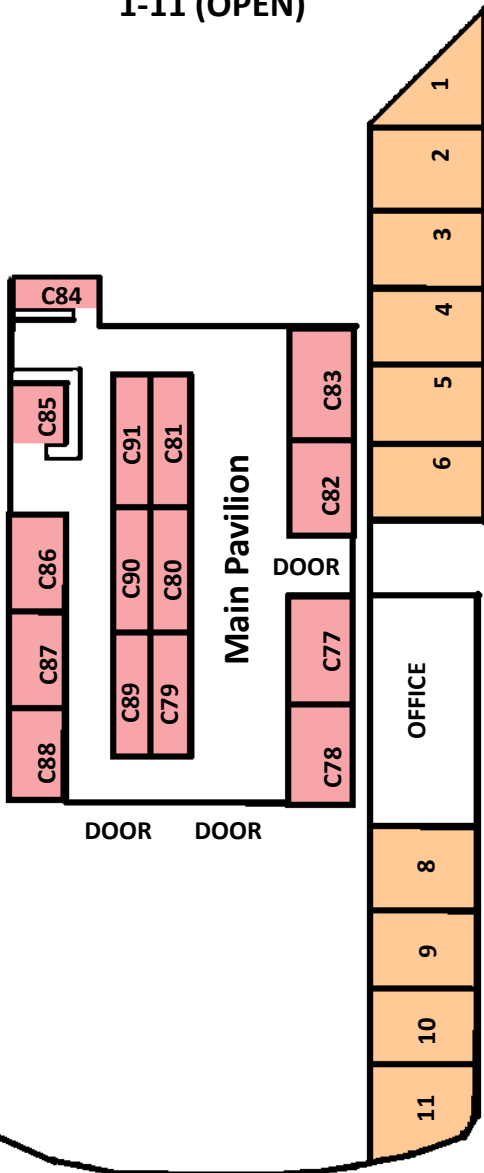 1-11 (OPEN)
1
2
3
4
5
6
C84
C85
C91
C81
C83
C90
C80
C82
C86
Main Pavilion
DOOR
C87
C89
C79
C77
OFFICE
C88
C78
DOOR
DOOR
8
9
10
11